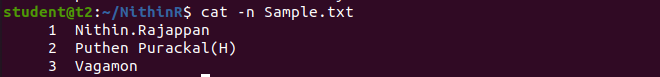 student@t2:~/NithinR$ cat -n Sample.txt
1 Nithin.Rajappan
2 Puthen Purackal(H)
3 Vagamon